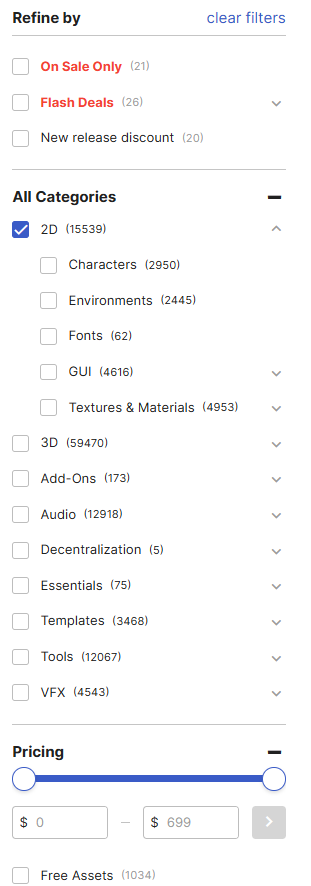 Refine by clear filters
On Sale Only (21)
Flash Deals (26)
New release discount (20)
All Categories
2D (15539)
Characters (2950)
Environments (2445)
Fonts (62)
GUI (4616)
Textures & Materials (4953)
3D (59470)
Add-Ons (173)
Audio (12918)
Decentralization (5)
Essentials (75)
Templates (3468)
Tools (12067)
VFX (4543)
Pricing
$ 0 – $ 699
Free Assets (1034)